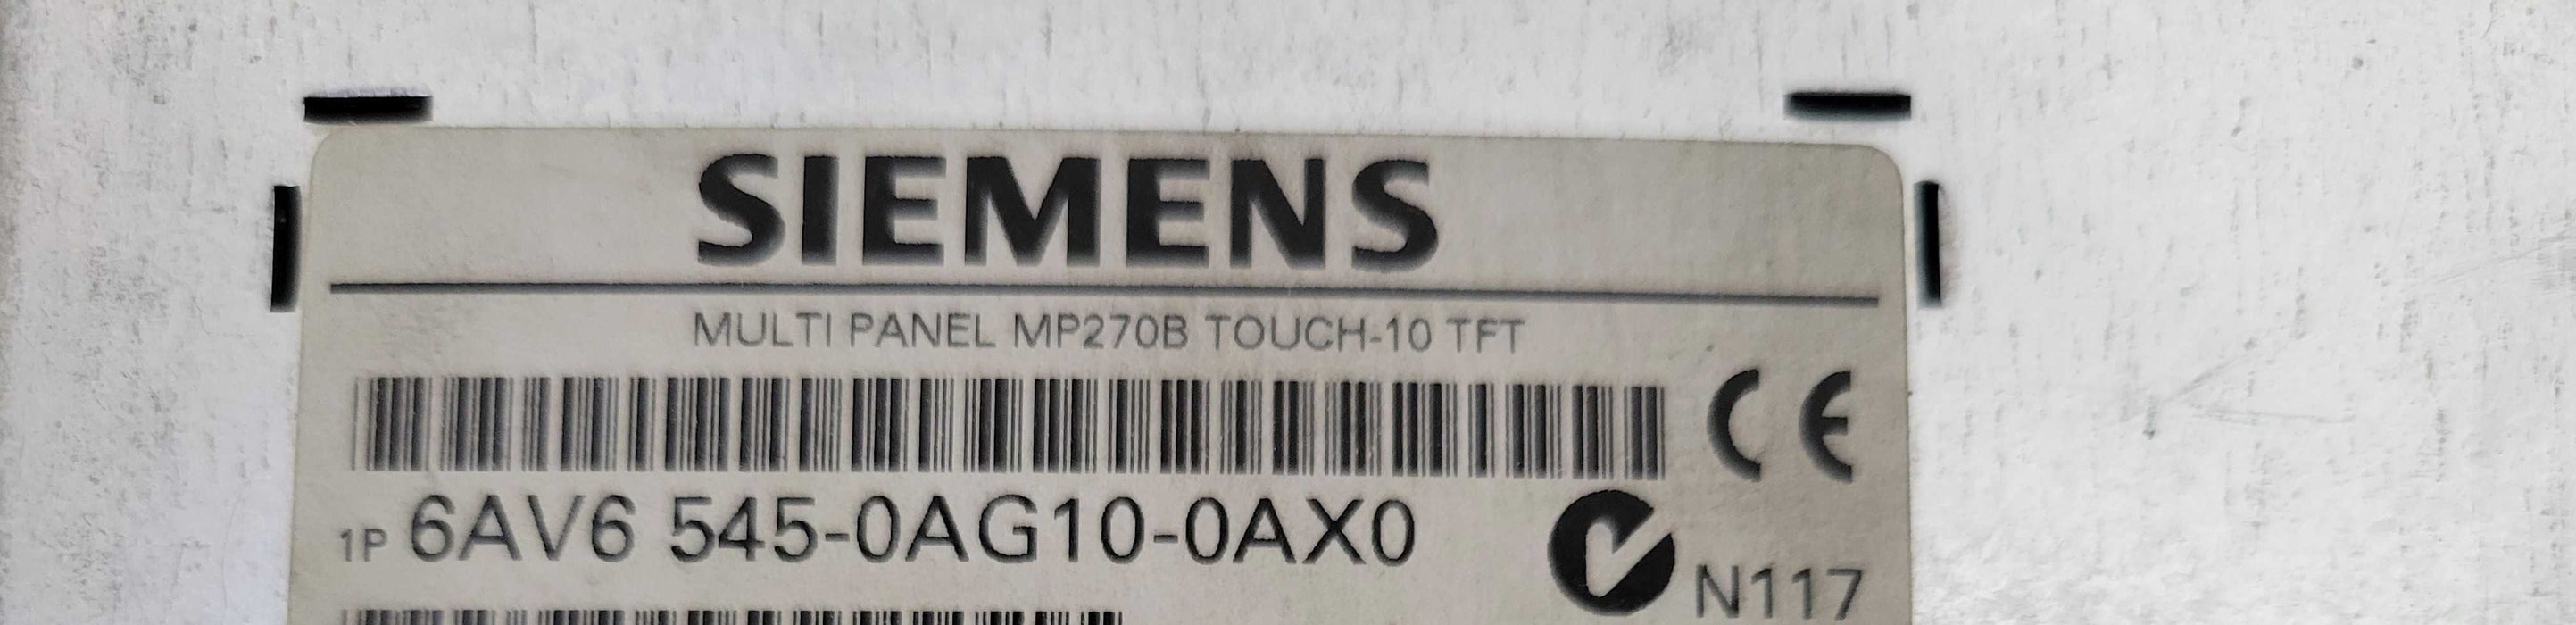 SIEMENS
MULTI PANEL MP270B TOUCH-10 TFT
CE
1P 6AV6 545-0AG10-0AX0
N117